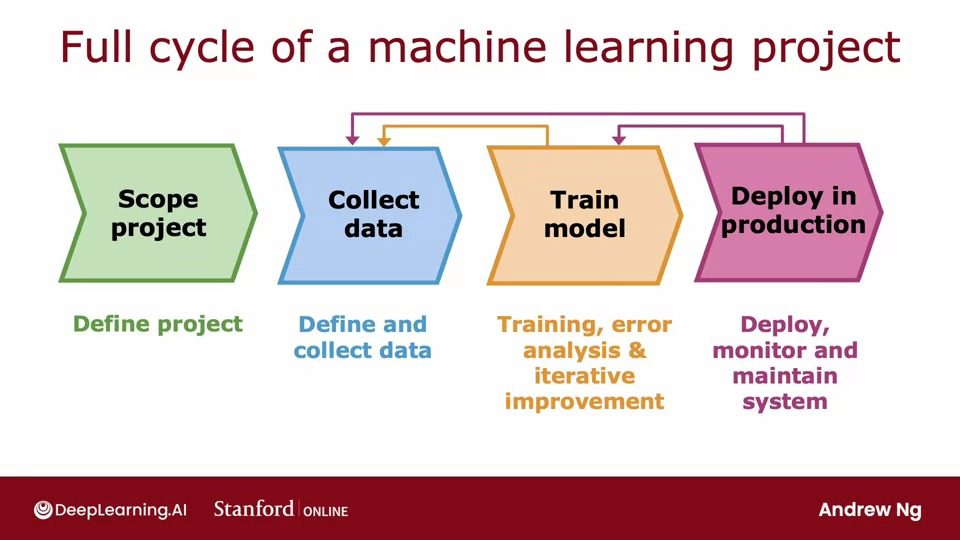 Full cycle of a machine learning project
Scope
project
Collect
data
Train
model
Deploy in
production
Define project
Define and
collect data
Training, error
analysis &
iterative
improvement
Deploy,
monitor and
maintain
system
DeepLearning.AI
Stanford ONLINE
Andrew Ng